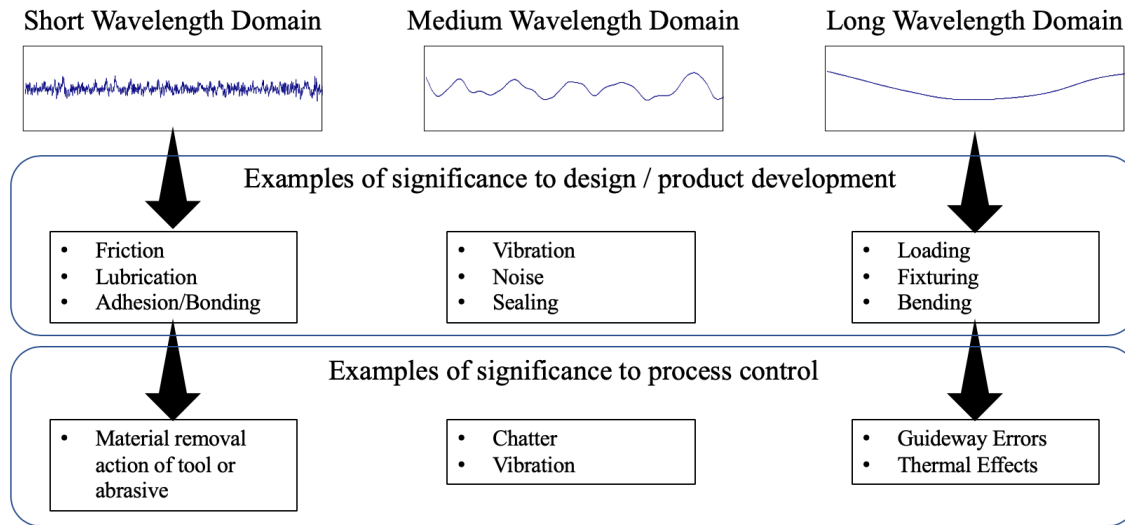 Short Wavelength Domain
Medium Wavelength Domain
Long Wavelength Domain
Examples of significance to design / product development
• Friction
• Lubrication
• Adhesion/Bonding
• Vibration
• Noise
• Sealing
• Loading
• Fixturing
• Bending
Examples of significance to process control
• Material removal
action of tool or
abrasive
• Chatter
• Vibration
• Guideway Errors
• Thermal Effects